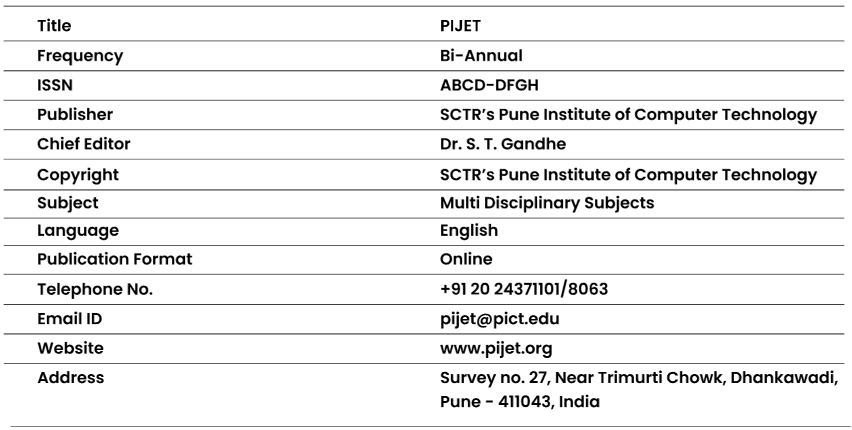 Title PIJET
Frequency Bi-Annual
ISSN ABCD-DFGH
Publisher SCTR's Pune Institute of Computer Technology
Chief Editor Dr. S. T. Gandhe
Copyright SCTR's Pune Institute of Computer Technology
Subject Multi Disciplinary Subjects
Language English
Publication Format Online
Telephone No. +91 20 24371101/8063
Email ID pijet@pict.edu
Website www.pijet.org
Address Survey no. 27, Near Trimurti Chowk, Dhankawadi,
Pune - 411043, India